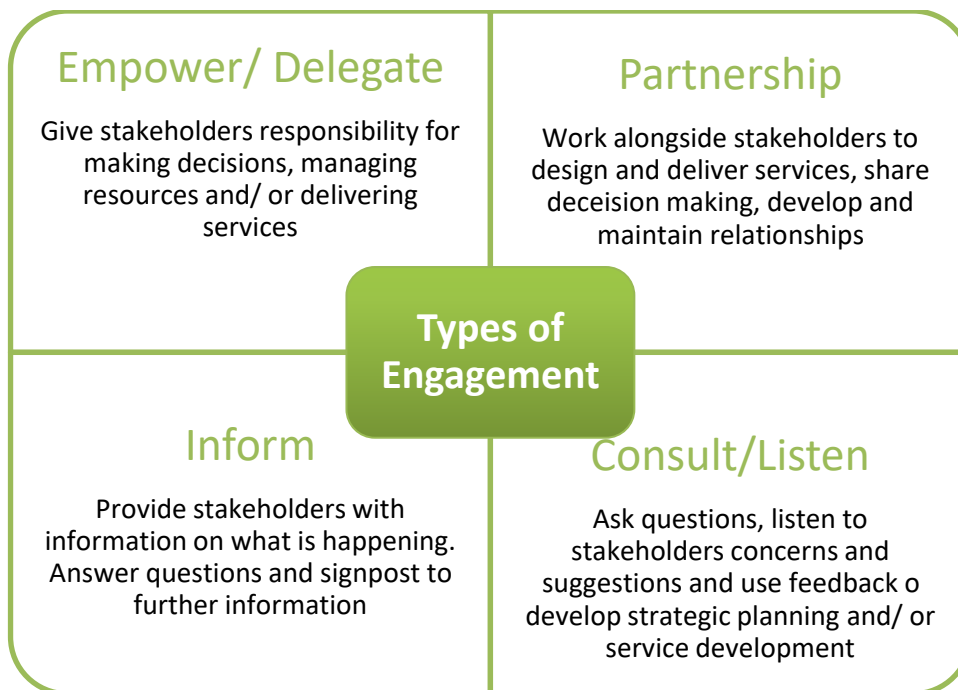 Empower/ Delegate
Give stakeholders responsibility for
making decisions, managing
resources and/ or delivering
services
Partnership
Work alongside stakeholders to
design and deliver services, share
deceision making, develop and
maintain relationships
Types of
Engagement
Inform
Provide stakeholders with
information on what is happening.
Answer questions and signpost to
further information
Consult/Listen
Ask questions, listen to
stakeholders concerns and
suggestions and use feedback o
develop strategic planning and/ or
service development